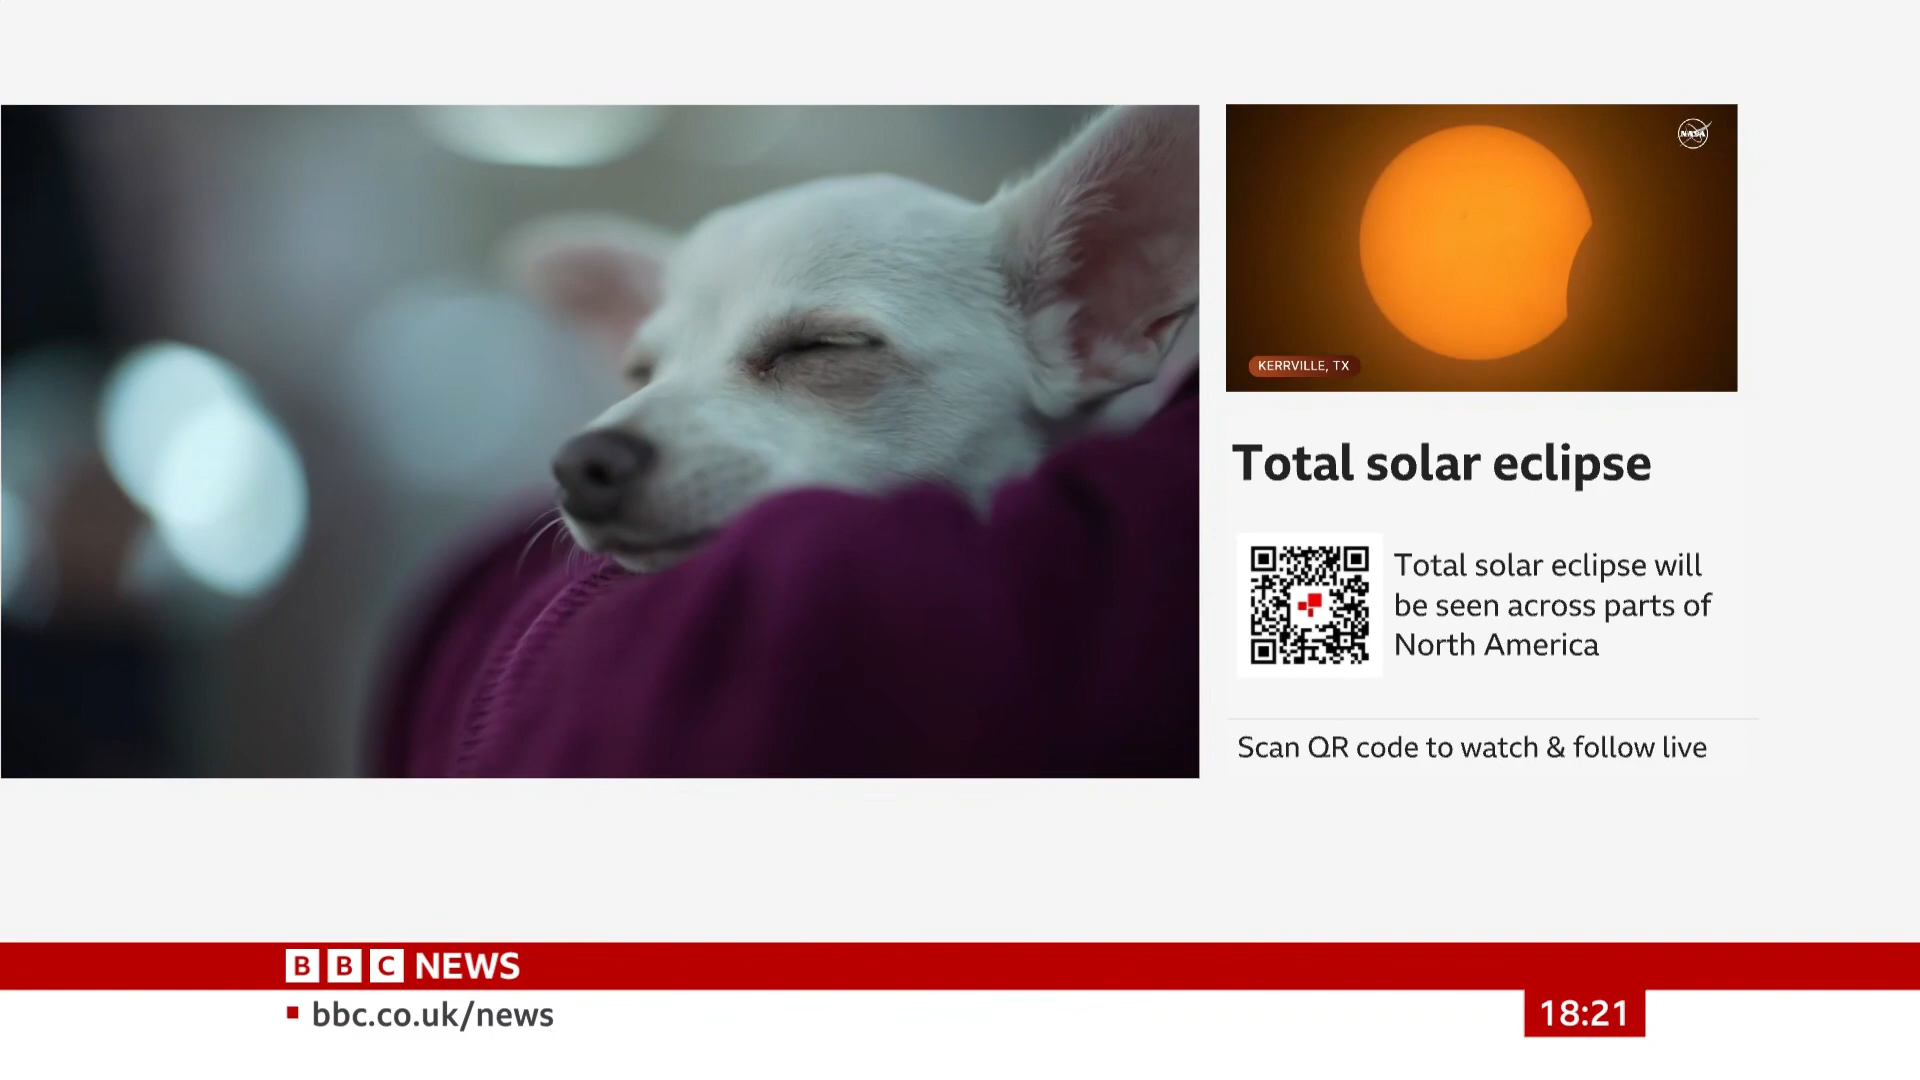 NASA
KERRVILLE, TX
Total solar eclipse
Total solar eclipse will
be seen across parts of
North America
Scan QR code to watch & follow live
BBC NEWS
bbc.co.uk/news
18:21